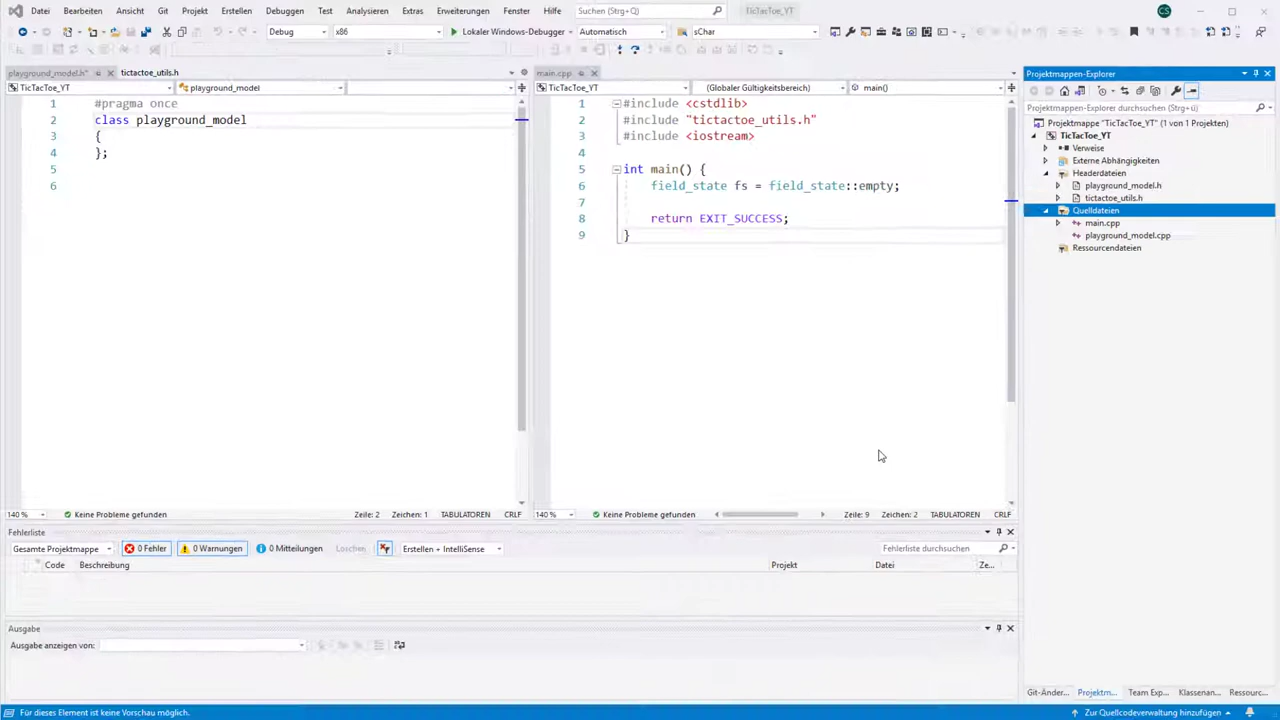 Datei Bearbeiten Ansicht Git Projekt Erstellen Debuggen Test Analysieren Extras Erweiterungen Fenster Hilfe Suchen (Strg+Q) TicTacToe_YT CS
Debug x86 Lokaler Windows-Debugger Automatisch sChar
playground_model.h* tictactoe_utils.h
TicTacToe_YT playground_model
1 #pragma once
2 class playground_model
3 {
4 };
5
6
140 % Keine Probleme gefunden Zeile: 2 Zeichen: 1 TABULATOREN CRLF
main.cpp
TicTacToe_YT (Globaler Gültigkeitsbereich) main()
1 #include <cstdlib>
2 #include "tictactoe_utils.h"
3 #include <iostream>
4
5 int main() {
6 field_state fs = field_state::empty;
7
8 return EXIT_SUCCESS;
9 }
140 % Keine Probleme gefunden Zeile: 9 Zeichen: 2 TABULATOREN CRLF
Projektmappen-Explorer
Projektmappen-Explorer durchsuchen (Strg+ü)
Projektmappe "TicTacToe_YT" (1 von 1 Projekten)
TicTacToe_YT
Verweise
Externe Abhängigkeiten
Headerdateien
playground_model.h
tictactoe_utils.h
Quelldateien
main.cpp
playground_model.cpp
Ressourcendateien
Fehlerliste
Gesamte Projektmappe 0 Fehler 0 Warnungen 0 Mitteilungen Löschen Erstellen + IntelliSense Fehlerliste durchsuchen
Code Beschreibung Projekt Datei Ze...
Ausgabe
Ausgabe anzeigen von:
Git-Änder... Projektm... Team Exp... Klassenan... Ressourc...
Für dieses Element ist keine Vorschau möglich. Zur Quellcodeverwaltung hinzufügen